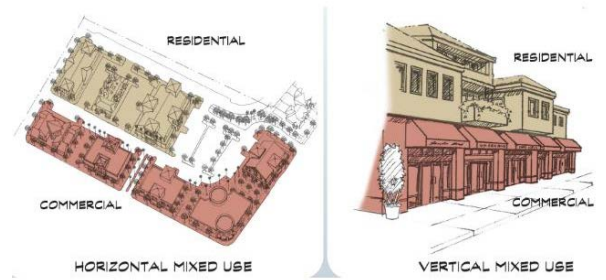 RESIDENTIAL
COMMERCIAL
HORIZONTAL MIXED USE
RESIDENTIAL
COMMERCIAL
VERTICAL MIXED USE